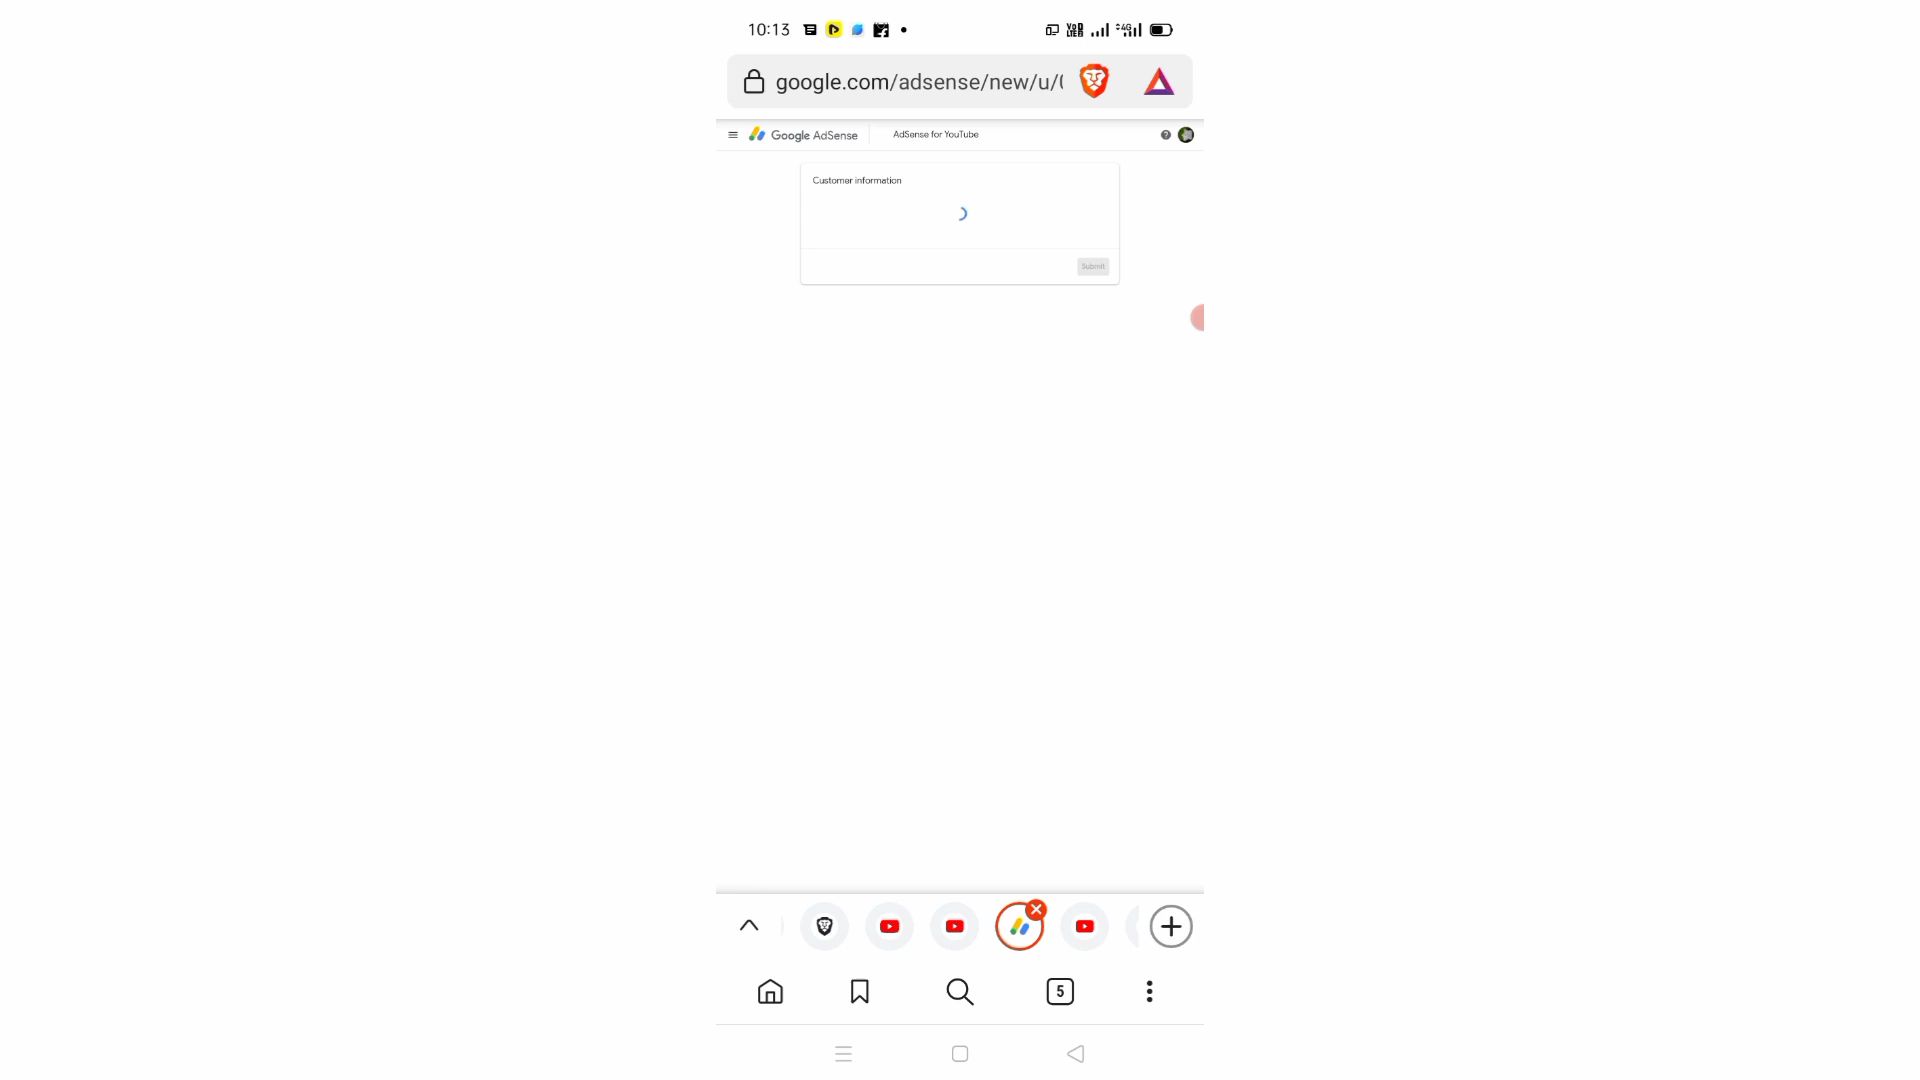 10:13
google.com/adsense/new/u/
Google AdSense
AdSense for YouTube
Customer information
Submit
5